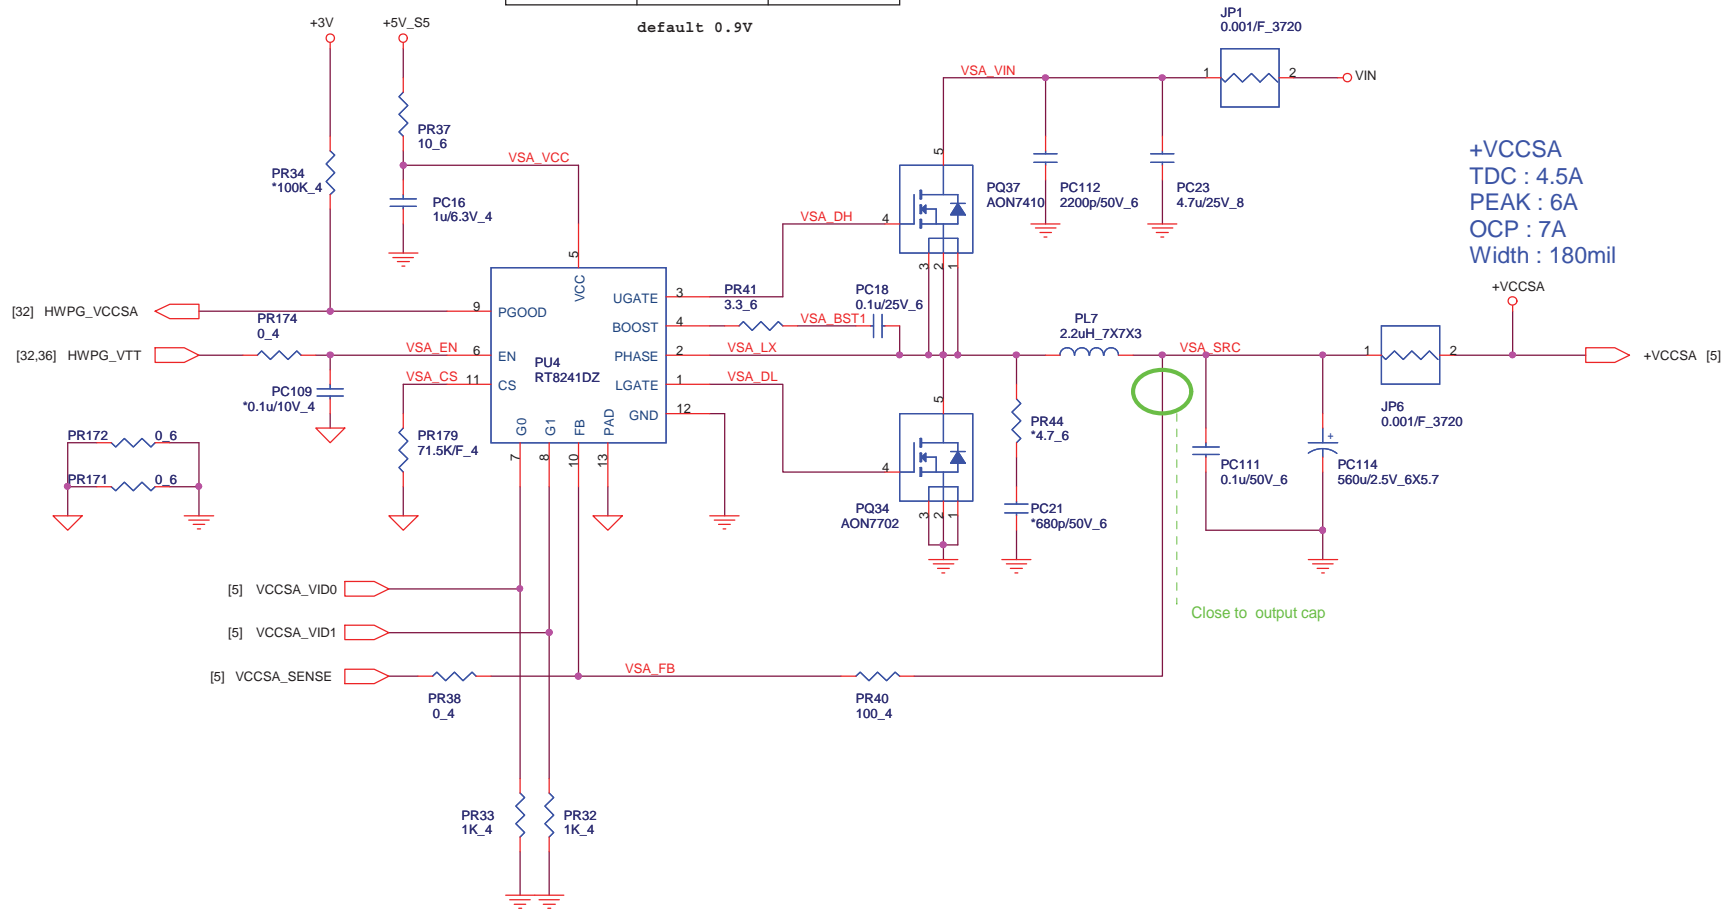 default 0.9V
+3V
+5V_S5
JP1
0.001/F_3720
VSA_VIN
1
2
VIN
PR37
10_6
VSA_VCC
PR34
*100K_4
PC16
1u/6.3V_4
5
PQ37
AON7410
PC112
2200p/50V_6
PC23
4.7u/25V_8
+VCCSA
TDC : 4.5A
PEAK : 6A
OCP : 7A
Width : 180mil
VSA_DH
4
3
2
1
5
VCC
UGATE
3
PR41
3.3_6
PC18
0.1u/25V_6
+VCCSA
[32] HWPG_VCCSA
9
PGOOD
BOOST
4
VSA_BST1
PL7
2.2uH_7X7X3
PR174
0_4
[32,36] HWPG_VTT
VSA_EN
6
EN
PHASE
2
VSA_LX
VSA_SRC
1
2
+VCCSA [5]
PU4
RT8241DZ
VSA_CS
11
CS
LGATE
1
VSA_DL
PC109
*0.1u/10V_4
GND
12
5
JP6
0.001/F_3720
PR172
0_6
PR179
71.5K/F_4
G0
G1
FB
PAD
7
8
10
13
PR44
*4.7_6
4
+
PC111
0.1u/50V_6
PC114
560u/2.5V_6X5.7
PR171
0_6
PQ34
AON7702
3
2
1
PC21
*680p/50V_6
[5] VCCSA_VID0
Close to output cap
[5] VCCSA_VID1
[5] VCCSA_SENSE
VSA_FB
PR38
0_4
PR40
100_4
PR33
1K_4
PR32
1K_4